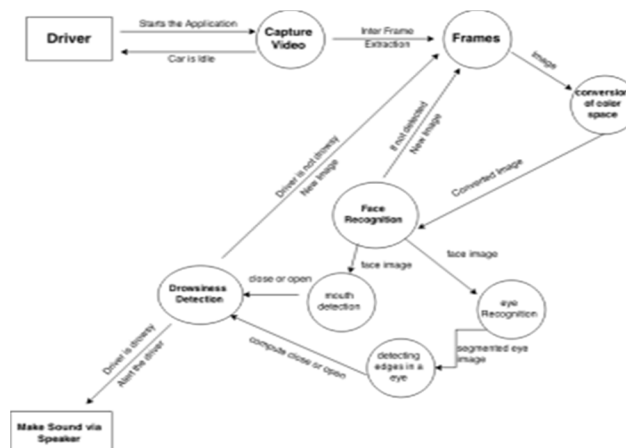 Driver
Starts the Application
Car is Idle
Capture
Video
Inter Frame
Extraction
Frames
Image
conversion
of color
space
Driver is not drowsy
New Image
If not detected
New Image
Converted Image
Face
Recognition
face image
face image
close or open
Drowsiness
Detection
mouth
detection
eye
Recognition
segmented eye
image
compute close or open
detecting
edges in a
eye
Driver is drowsy
Alert the driver
Make Sound via
Speaker